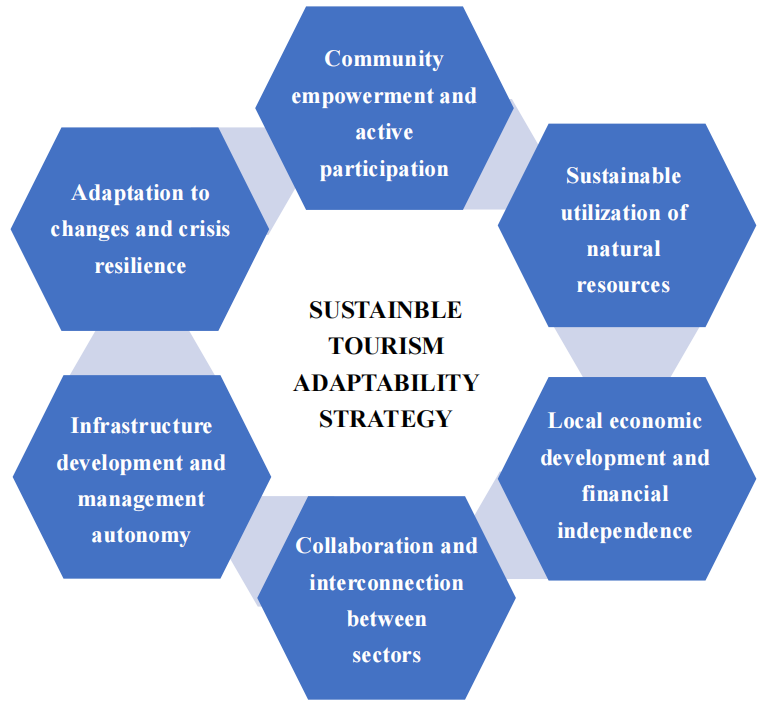 Community
empowerment and
active
participation
Sustainable
utilization of
natural
resources
Local economic
development and
financial
independence
Collaboration and
interconnection
between
sectors
Infrastructure
development and
management
autonomy
Adaptation to
changes and crisis
resilience
SUSTAINBLE
TOURISM
ADAPTABILITY
STRATEGY